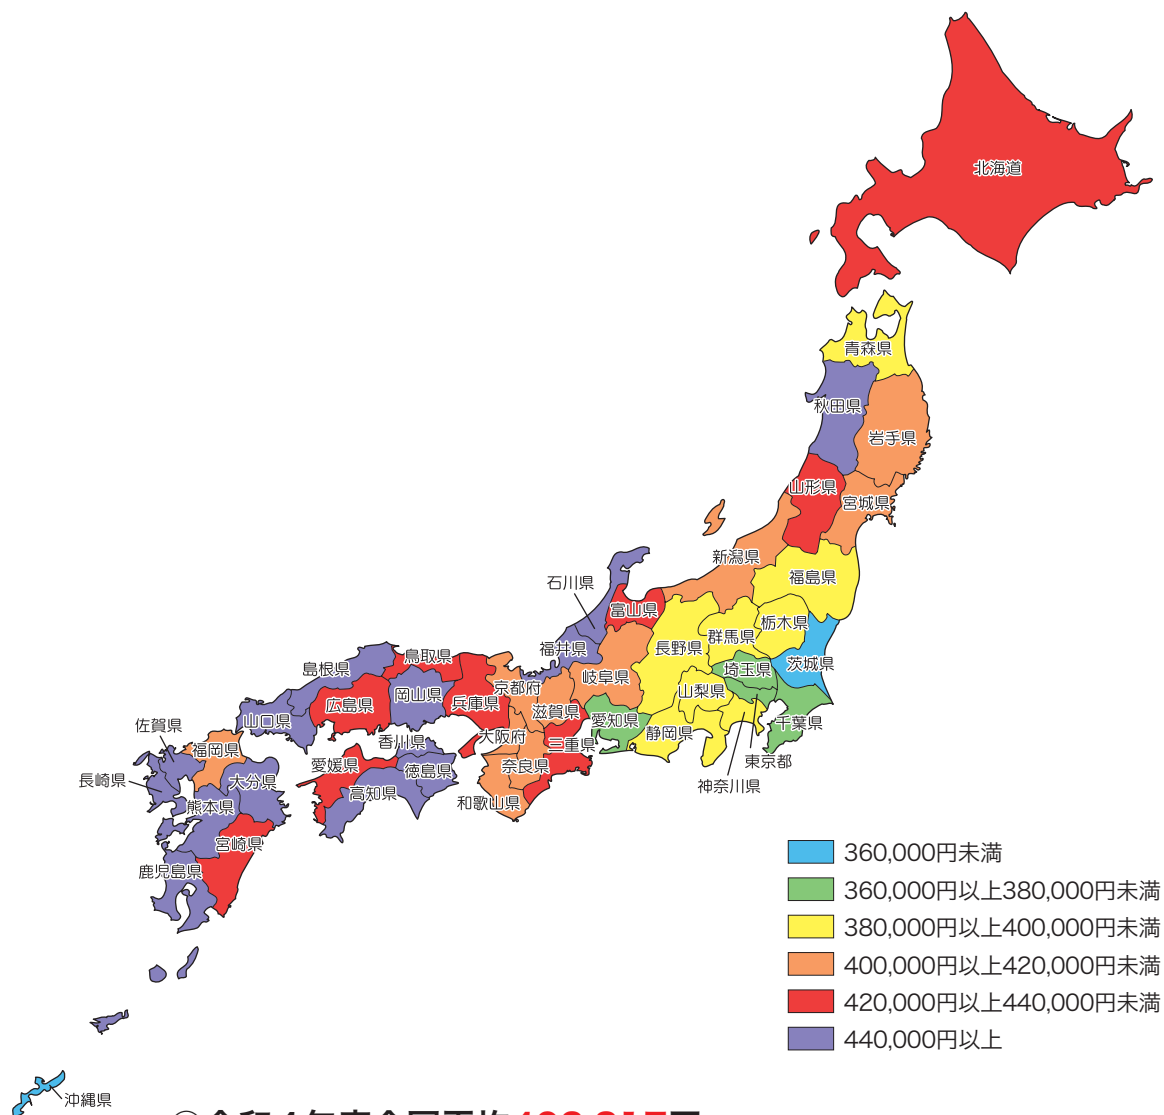 北海道
青森県
秋田県
岩手県
山形県
宮城県
新潟県
福島県
石川県
富山県
栃木県
群馬県
福井県
長野県
茨城県
埼玉県
岐阜県
鳥取県
島根県
京都府
山梨県
岡山県
兵庫県
広島県
滋賀県
愛知県
山口県
千葉県
佐賀県
静岡県
大阪府
香川県
三重県
福岡県
東京都
奈良県
愛媛県
徳島県
長崎県
大分県
神奈川県
高知県
和歌山県
熊本県
宮崎県
鹿児島県
沖縄県
360,000円未満
360,000円以上380,000円未満
380,000円以上400,000円未満
400,000円以上420,000円未満
420,000円以上440,000円未満
440,000円以上